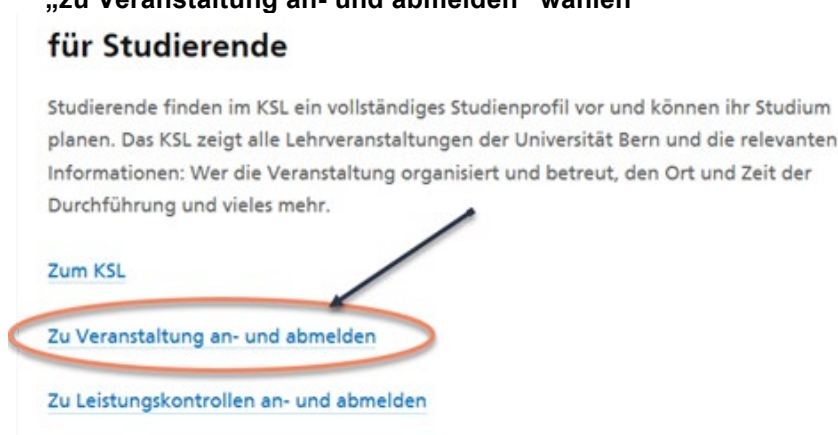 „zu Veranstaltung an- und abmelden“ wählen
für Studierende
Studierende finden im KSL ein vollständiges Studienprofil vor und können ihr Studium
planen. Das KSL zeigt alle Lehrveranstaltungen der Universität Bern und die relevanten
Informationen: Wer die Veranstaltung organisiert und betreut, den Ort und Zeit der
Durchführung und vieles mehr.
Zum KSL
Zu Veranstaltung an- und abmelden
Zu Leistungskontrollen an- und abmelden